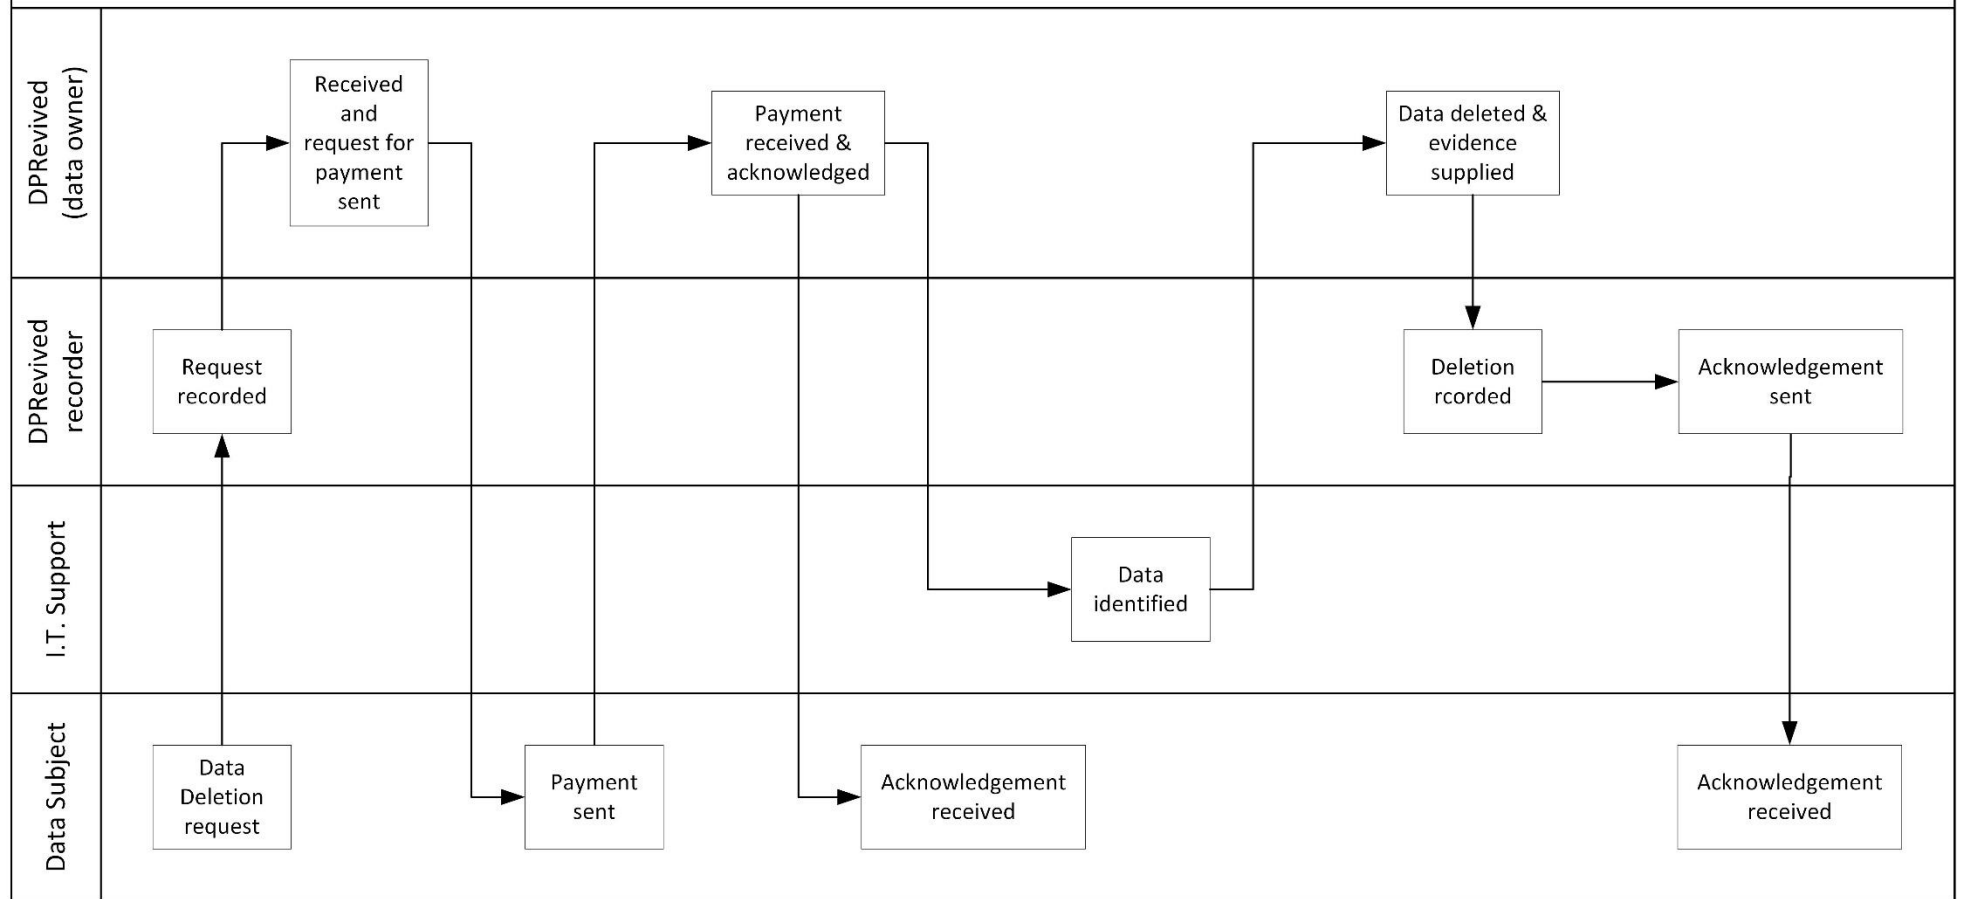 DPRevived
(data owner)
Received
and
request for
payment
sent
Payment
received &
acknowledged
Data deleted &
evidence
supplied
DPRevived
recorder
Request
recorded
Deletion
rcorded
Acknowledgement
sent
I.T. Support
Data
identified
Data Subject
Data
Deletion
request
Payment
sent
Acknowledgement
received
Acknowledgement
received